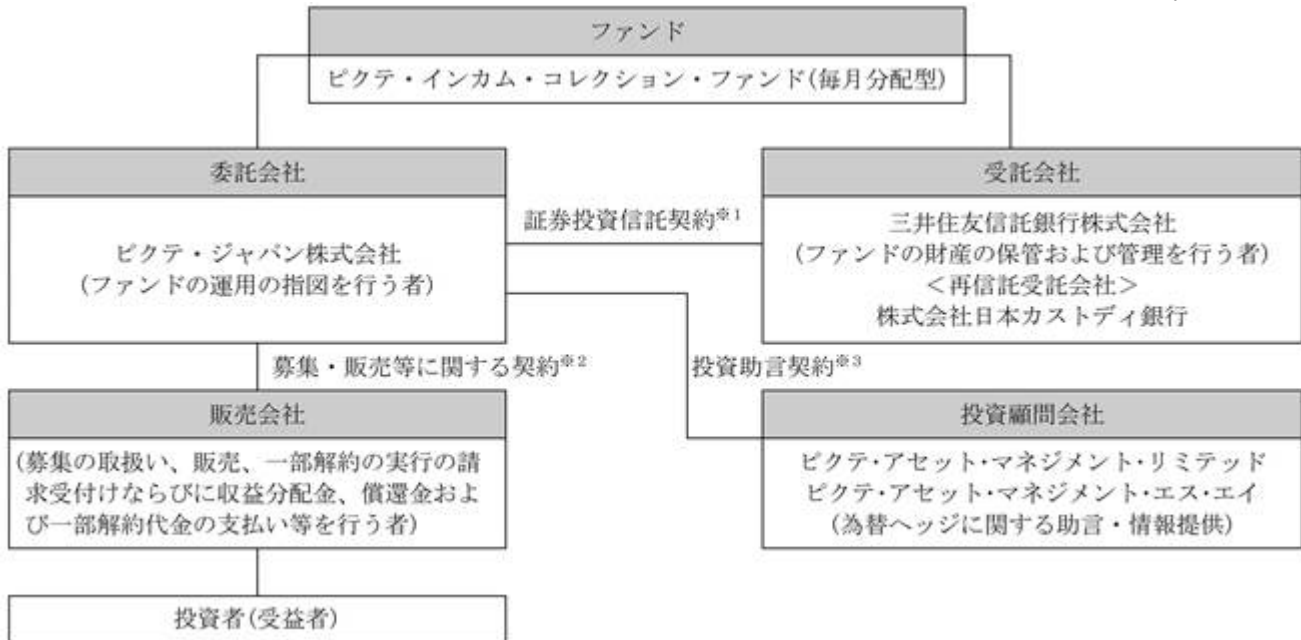 ファンド
ピクテ・インカム・コレクション・ファンド(毎月分配型)
委託会社
ピクテ・ジャパン株式会社
(ファンドの運用の指図を行う者)
証券投資信託契約※1
受託会社
三井住友信託銀行株式会社
(ファンドの財産の保管および管理を行う者)
<再信託受託会社>
株式会社日本カストディ銀行
募集・販売等に関する契約※2
投資助言契約※3
販売会社
(募集の取扱い、販売、一部解約の実行の請
求受付けならびに収益分配金、償還金およ
び一部解約代金の支払い等を行う者)
投資顧問会社
ピクテ・アセット・マネジメント・リミテッド
ピクテ・アセット・マネジメント・エス・エイ
(為替ヘッジに関する助言・情報提供)
投資者(受益者)